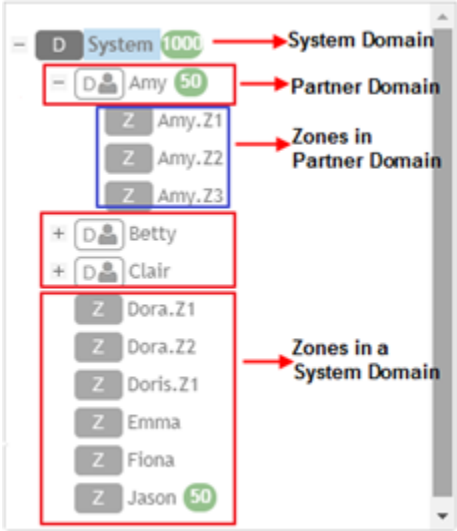 D System 1000 System Domain
D Amy 50 Partner Domain
Z Amy.Z1
Z Amy.Z2
Z Amy.Z3
Zones in
Partner Domain
D Betty
D Clair
Z Dora.Z1
Z Dora.Z2
Z Doris.Z1
Z Emma
Z Fiona
Z Jason 50
Zones in a
System Domain